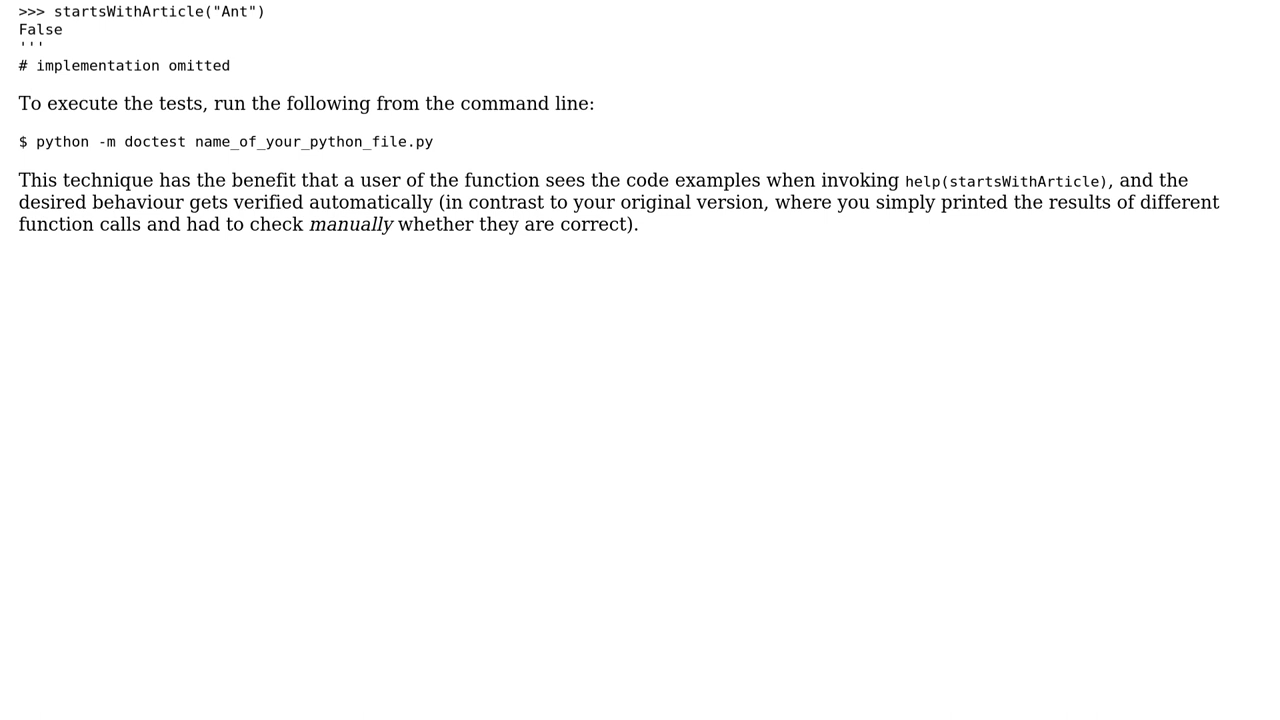 >>> startsWithArticle("Ant")
False
'''
# implementation omitted
To execute the tests, run the following from the command line:
$ python -m doctest name_of_your_python_file.py
This technique has the benefit that a user of the function sees the code examples when invoking help(startsWithArticle), and the
desired behaviour gets verified automatically (in contrast to your original version, where you simply printed the results of different
function calls and had to check manually whether they are correct).